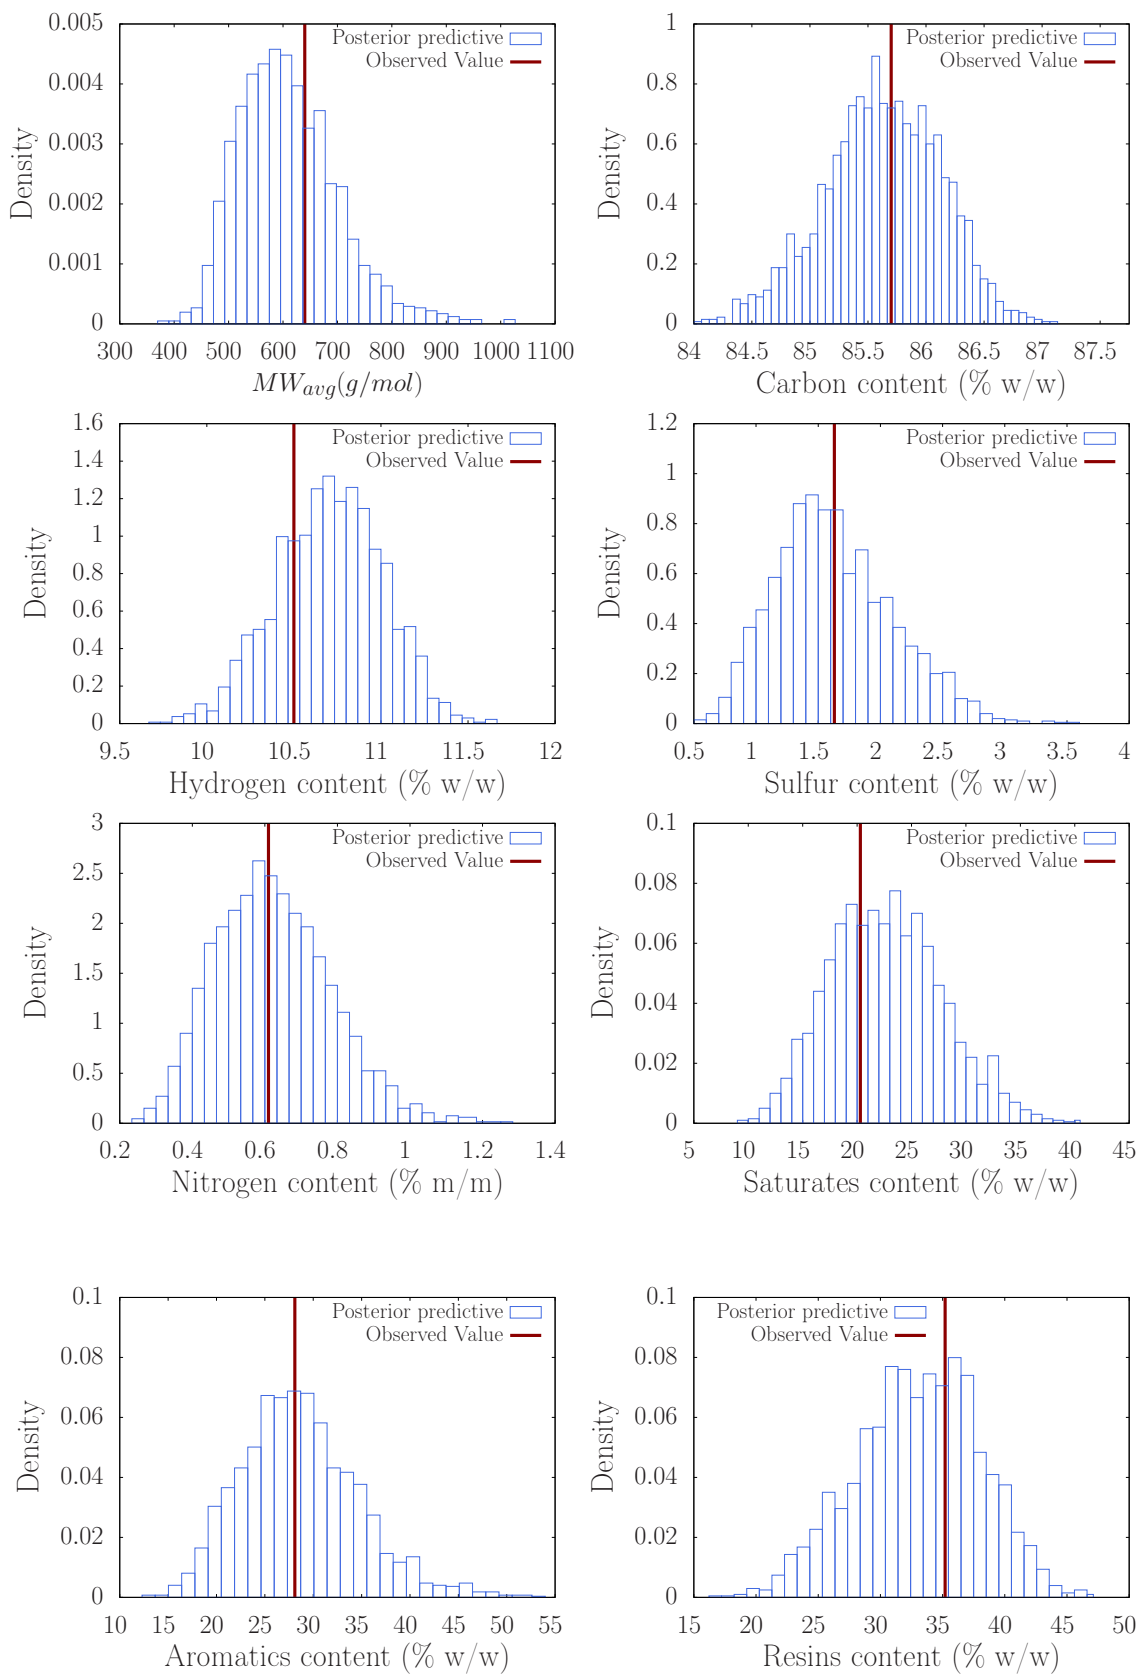 0.005
0.004
0.003
0.002
0.001
0
300 400 500 600 700 800 900 1000 1100
Density
MW_avg(g/mol)
Posterior predictive
Observed Value
1
0.8
0.6
0.4
0.2
0
84 84.5 85 85.5 86 86.5 87 87.5
Density
Carbon content (% w/w)
Posterior predictive
Observed Value
1.6
1.4
1.2
1
0.8
0.6
0.4
0.2
0
9.5 10 10.5 11 11.5 12
Density
Hydrogen content (% w/w)
Posterior predictive
Observed Value
1.2
1
0.8
0.6
0.4
0.2
0
0.5 1 1.5 2 2.5 3 3.5 4
Density
Sulfur content (% w/w)
Posterior predictive
Observed Value
3
2.5
2
1.5
1
0.5
0
0.2 0.4 0.6 0.8 1 1.2 1.4
Density
Nitrogen content (% m/m)
Posterior predictive
Observed Value
0.1
0.08
0.06
0.04
0.02
0
5 10 15 20 25 30 35 40 45
Density
Saturates content (% w/w)
Posterior predictive
Observed Value
0.1
0.08
0.06
0.04
0.02
0
10 15 20 25 30 35 40 45 50 55
Density
Aromatics content (% w/w)
Posterior predictive
Observed Value
0.1
0.08
0.06
0.04
0.02
0
15 20 25 30 35 40 45 50
Density
Resins content (% w/w)
Posterior predictive
Observed Value